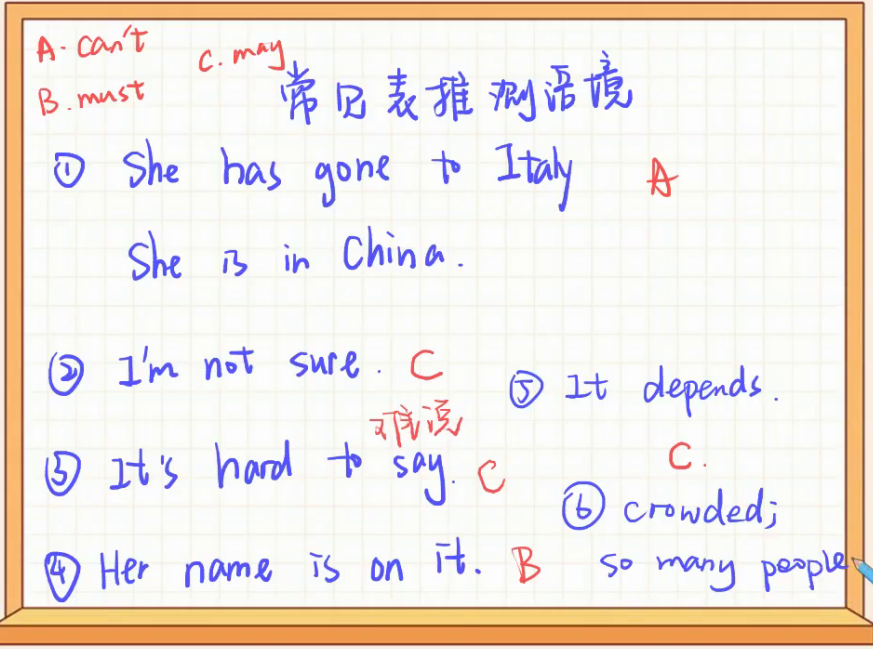 A. can't
C. may
B. must
常见表推测语境
① She has gone to Italy A
She is in China.
② I'm not sure. C
⑤ It depends.
C.
难说
③ It's hard to say. C
⑥ crowded;
so many people
④ Her name is on it. B